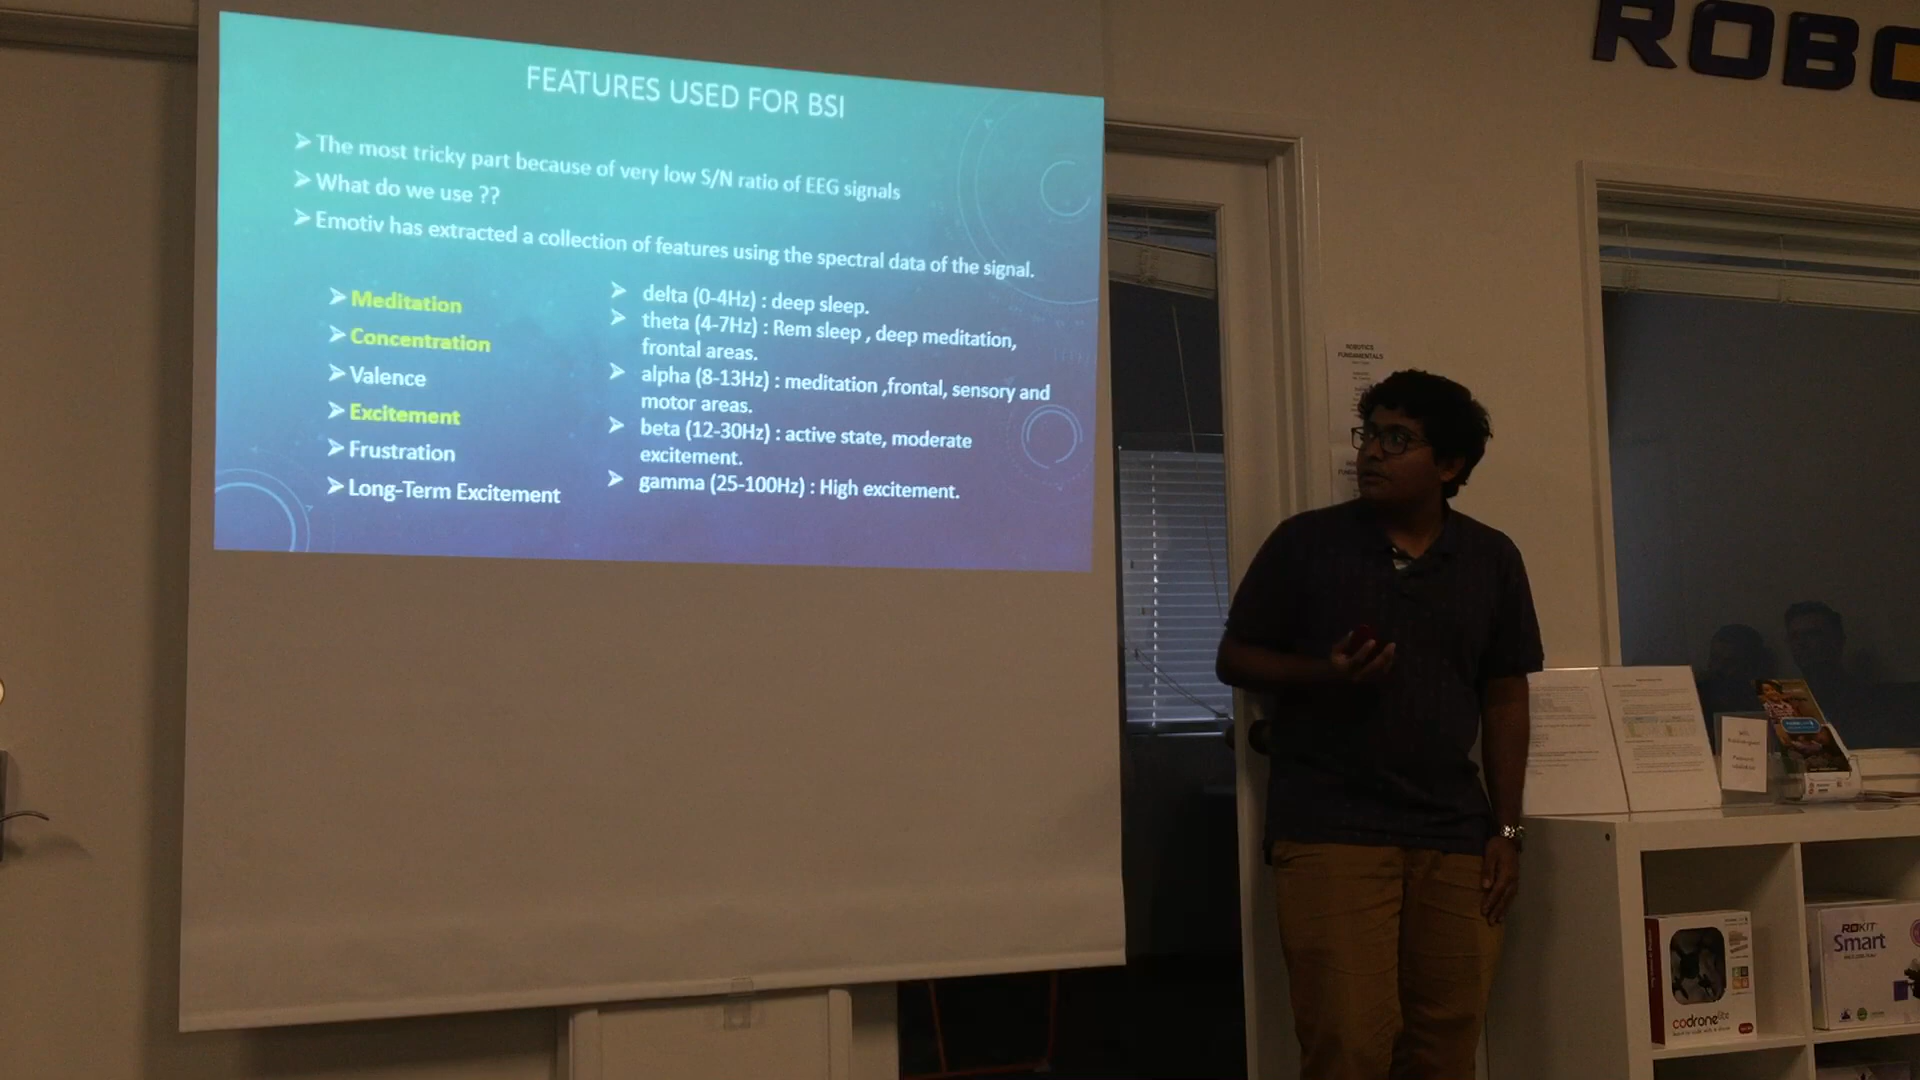 FEATURES USED FOR BSI
➤ The most tricky part because of very low S/N ratio of EEG signals
➤ What do we use ??
➤ Emotiv has extracted a collection of features using the spectral data of the signal.
➤ Meditation
➤ Concentration
➤ Valence
➤ Excitement
➤ Frustration
➤ Long-Term Excitement
➤ delta (0-4Hz) : deep sleep.
➤ theta (4-7Hz) : Rem sleep , deep meditation,
frontal areas.
➤ alpha (8-13Hz) : meditation ,frontal, sensory and
motor areas.
➤ beta (12-30Hz) : active state, moderate
excitement.
➤ gamma (25-100Hz) : High excitement.
ROBO
ROBOTICS
FUNDAMENTALS
codrone lite
ROKIT
Smart